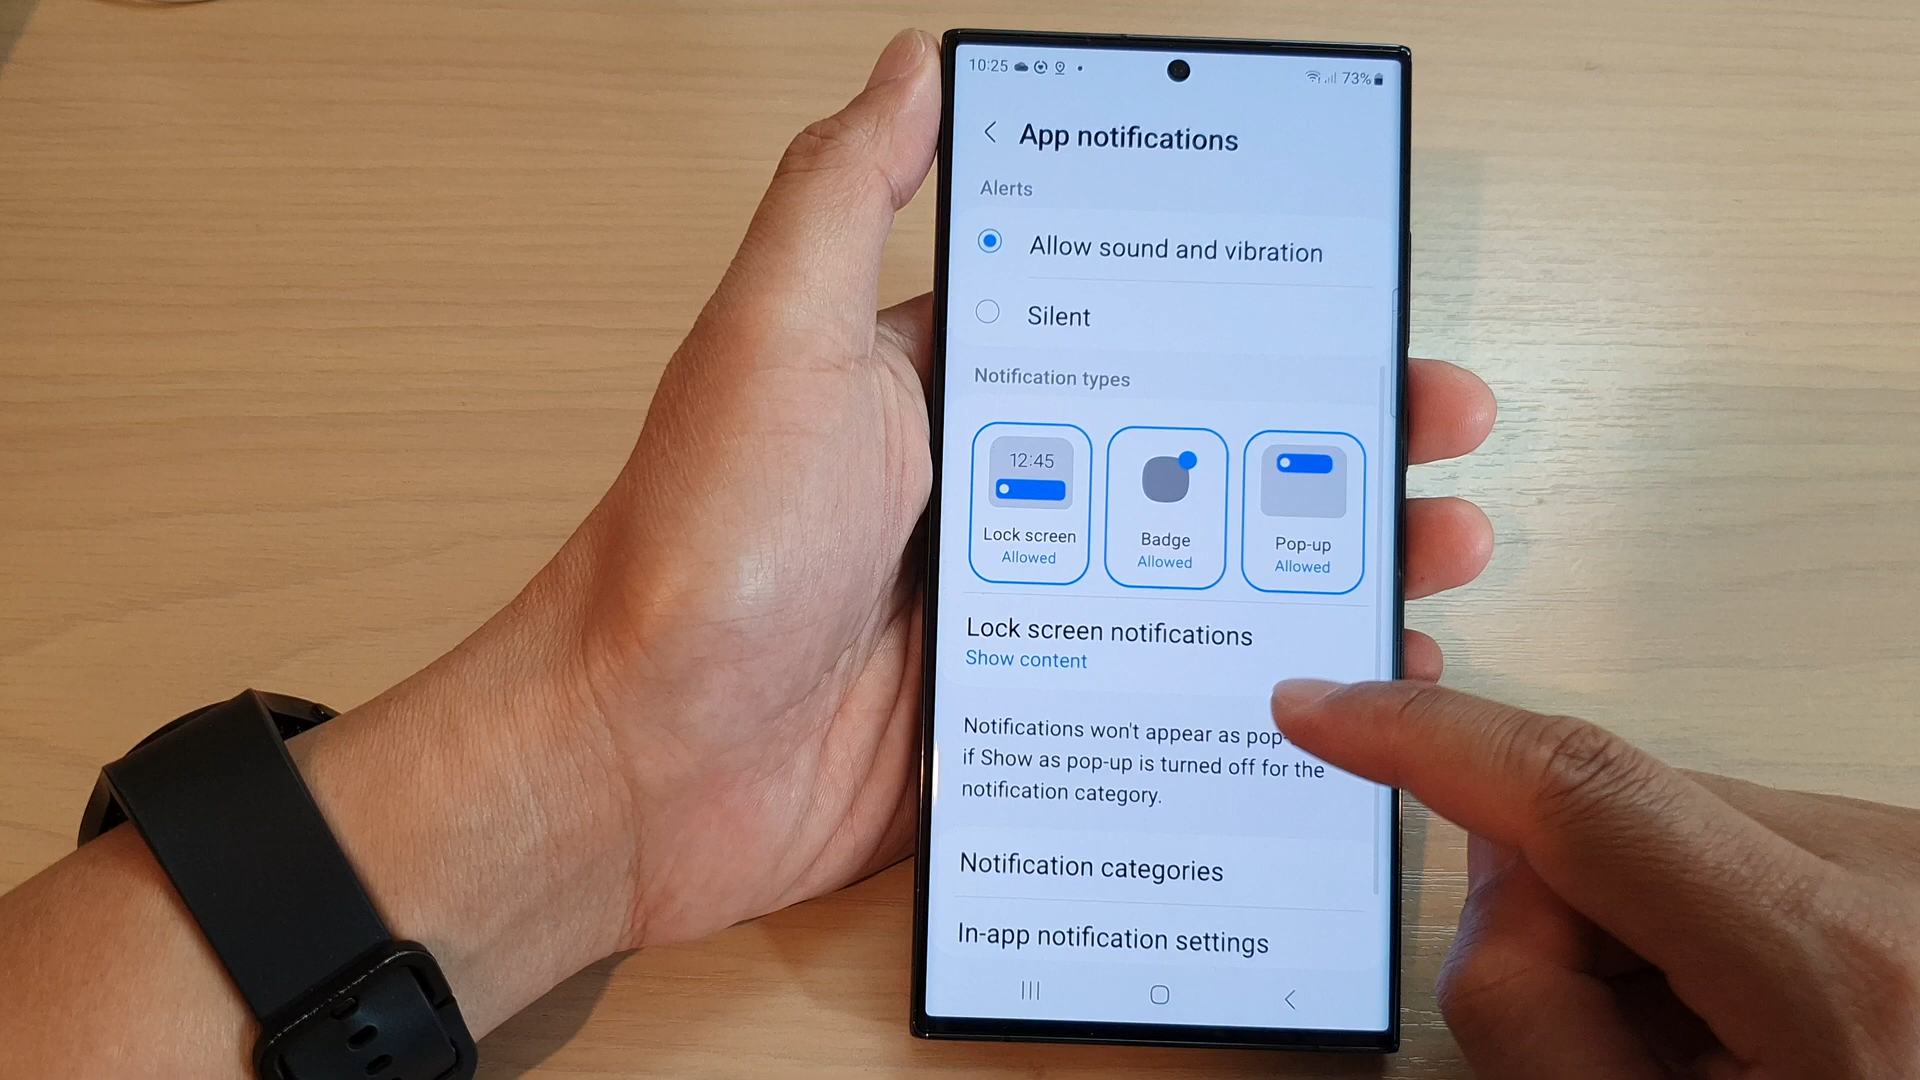 10:25
73%
App notifications
Alerts
Allow sound and vibration
Silent
Notification types
12:45
Lock screen
Allowed
Badge
Allowed
Pop-up
Allowed
Lock screen notifications
Show content
Notifications won't appear as pop-
if Show as pop-up is turned off for the
notification category.
Notification categories
In-app notification settings